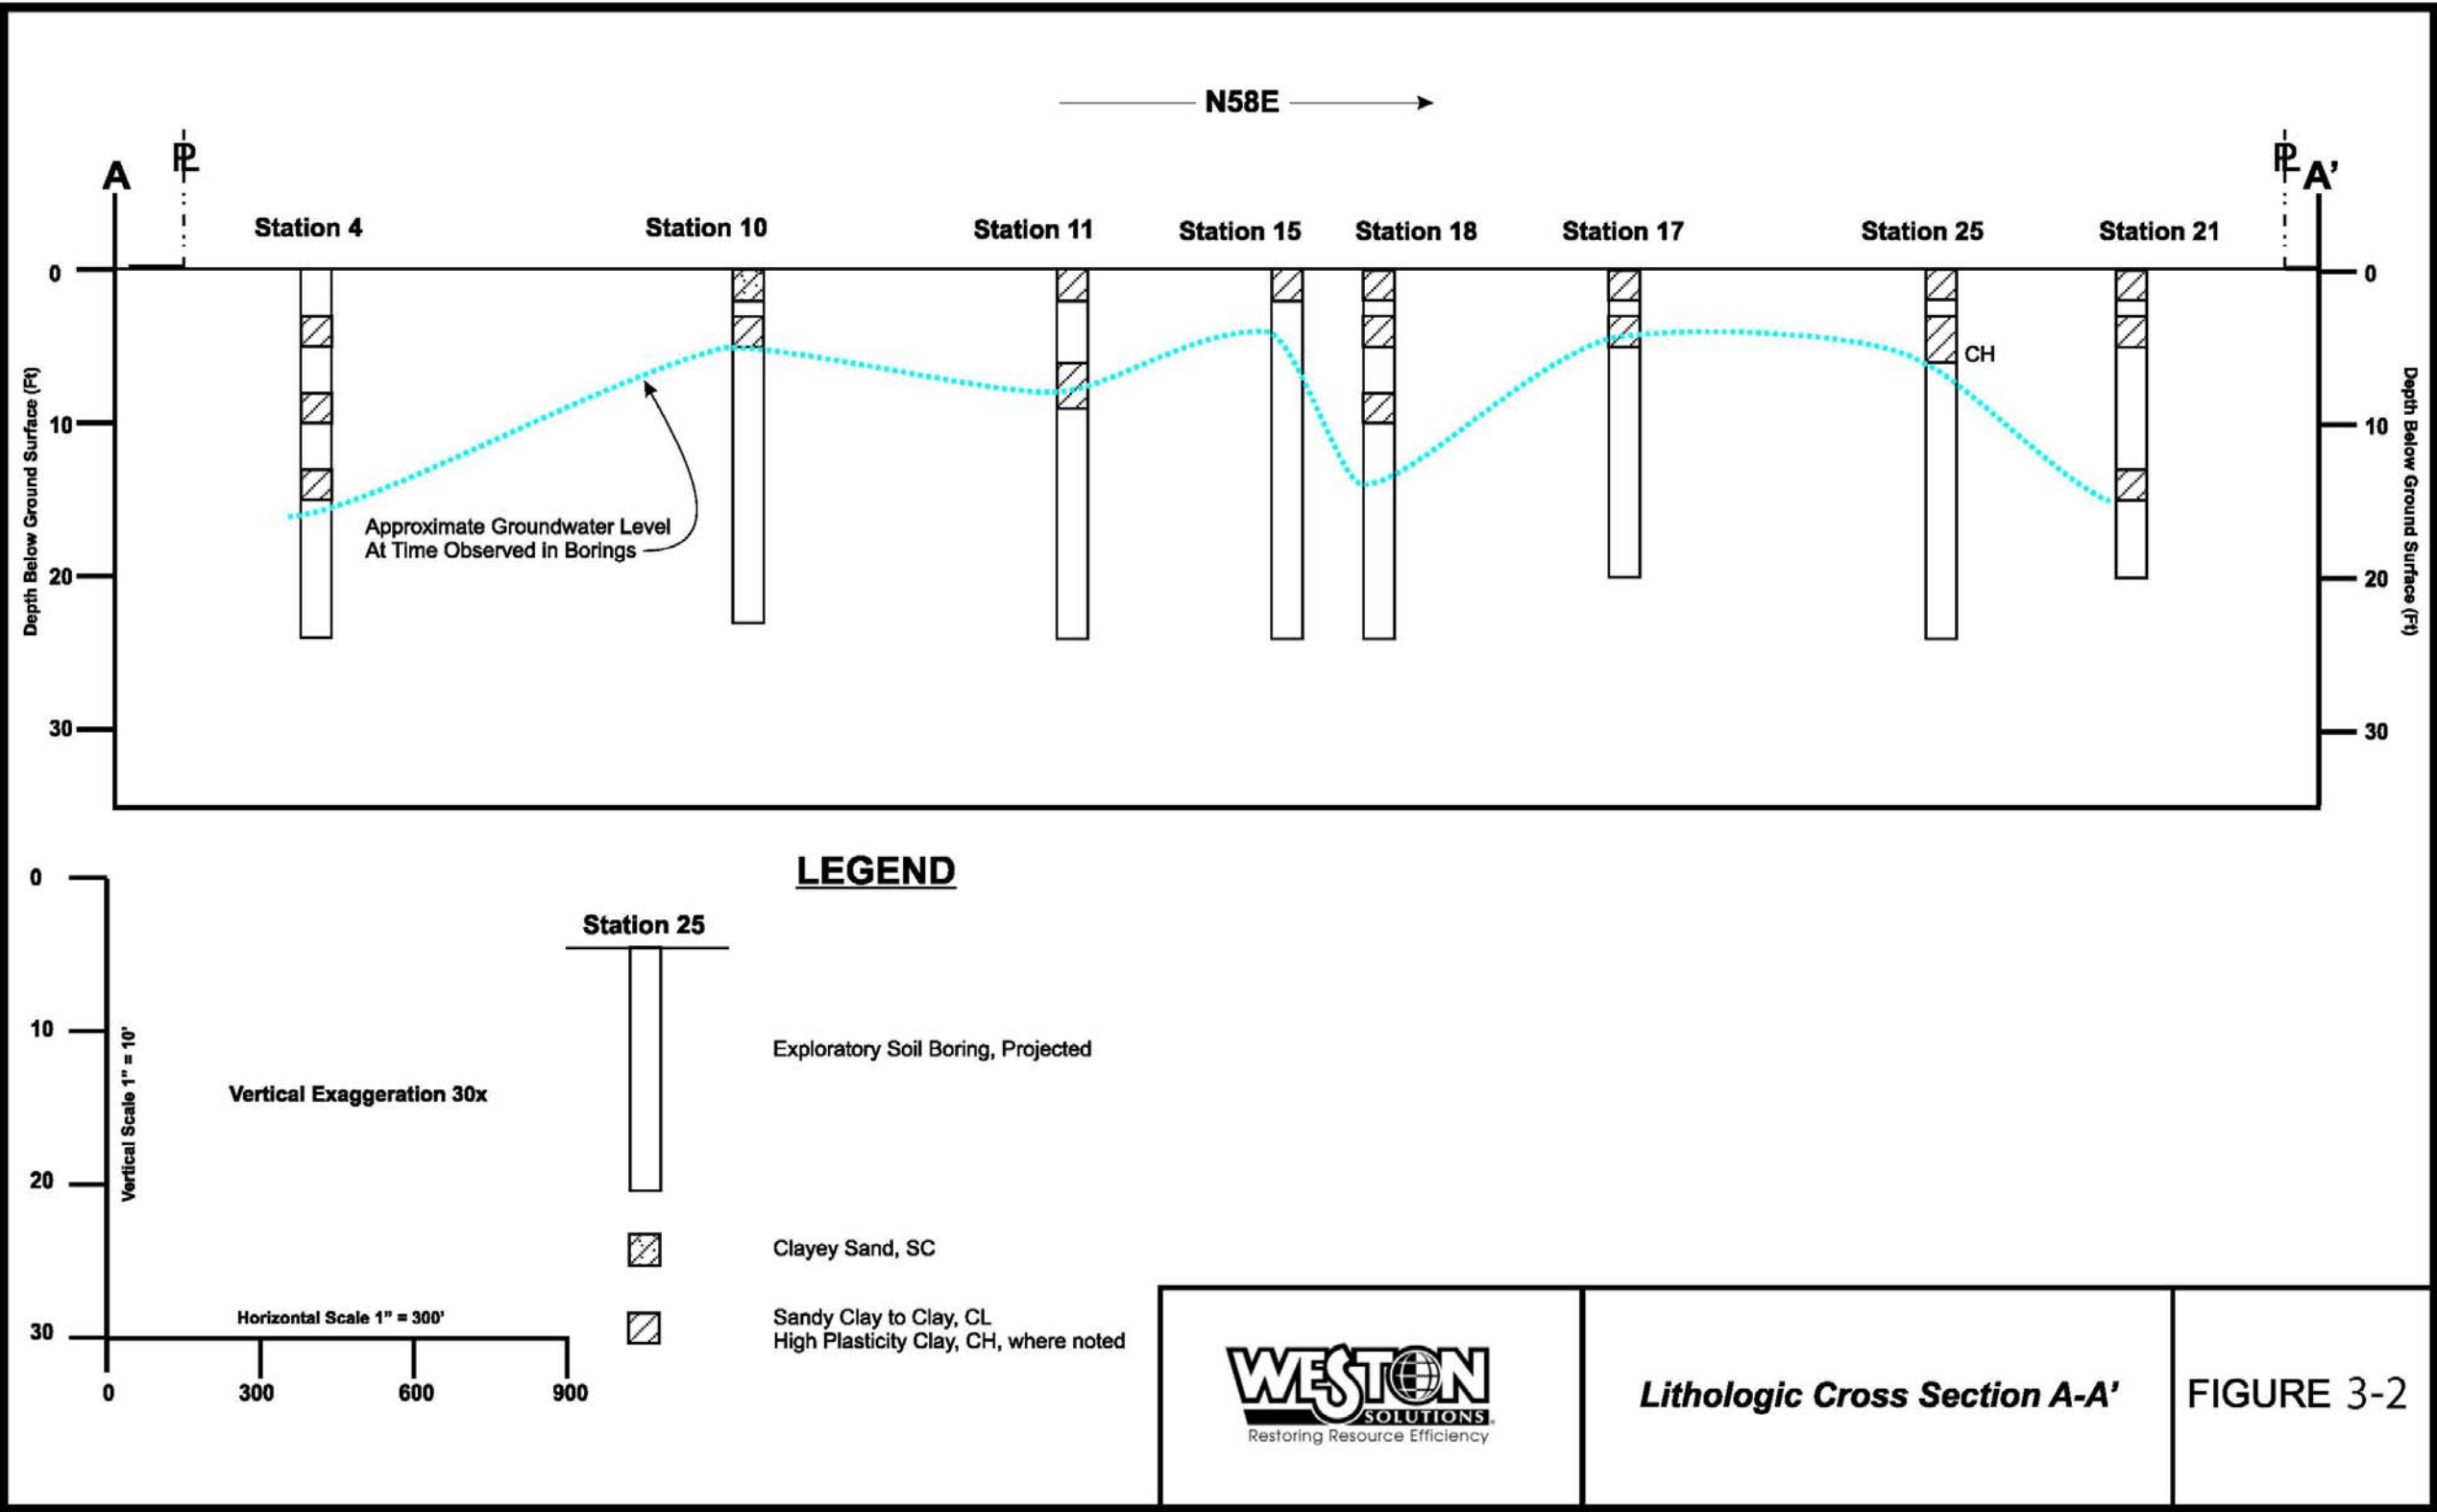 N58E
A
PL
PL
A’
Station 4
Station 10
Station 11
Station 15
Station 18
Station 17
Station 25
Station 21
0
10
20
30
Depth Below Ground Surface (Ft)
CH
Approximate Groundwater Level
At Time Observed in Borings
0
10
20
30
Depth Below Ground Surface (Ft)
LEGEND
0
10
20
30
Vertical Scale 1" = 10'
Vertical Exaggeration 30x
Horizontal Scale 1" = 300'
0
300
600
900
Station 25
Exploratory Soil Boring, Projected
Clayey Sand, SC
Sandy Clay to Clay, CL
High Plasticity Clay, CH, where noted
WESTON
SOLUTIONS
Restoring Resource Efficiency
Lithologic Cross Section A-A’
FIGURE 3-2